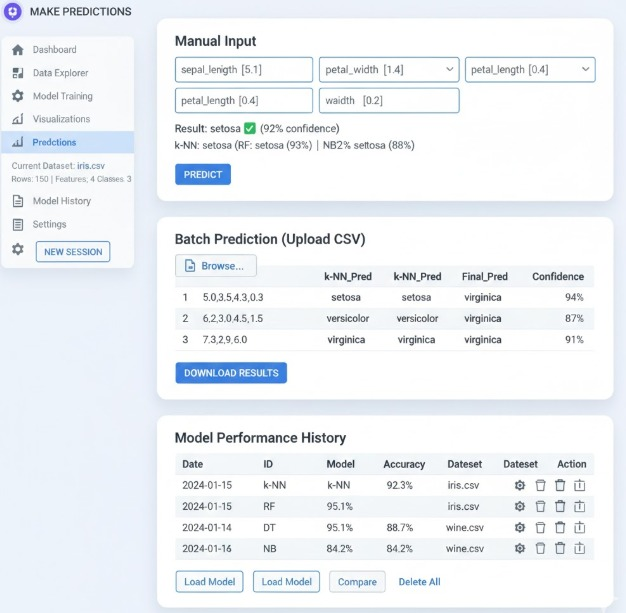 MAKE PREDICTIONS
Dashboard
Data Explorer
Model Training
Visualizations
Predctions
Current Dataset: iris.csv
Rows: 150 | Features; 4 Classes 3
Model History
Settings
NEW SESSION
Manual Input
sepal_lenigth [5.1] petal_width [1.4] petal_length [0.4]
petal_length [0.4] waidth [0.2]
Result: setosa ✅ (92% confidence)
k-NN: setosa (RF: setosa (93%) | NB2% settosa (88%)
PREDICT
Batch Prediction (Upload CSV)
Browse...
k-NN_Pred k-NN_Pred Final_Pred Confidence
1 5.0,3.5,4.3,0.3 setosa setosa virginica 94%
2 6,2,3.0.4.5,1.5 versicolor versicolor virginica 87%
3 7.3,2.9,6.0 virginica virginica virginica 91%
DOWNLOAD RESULTS
Model Performance History
Date ID Model Accuracy Dateset Dateset Action
2024-01-15 k-NN k-NN 92.3% iris.csv
2024-01-15 RF 95.1% iris.csv
2024-01-14 DT 95.1% 88.7% wine.csv
2024-01-16 NB 84.2% 84.2% wine.csv
Load Model Load Model Compare Delete All